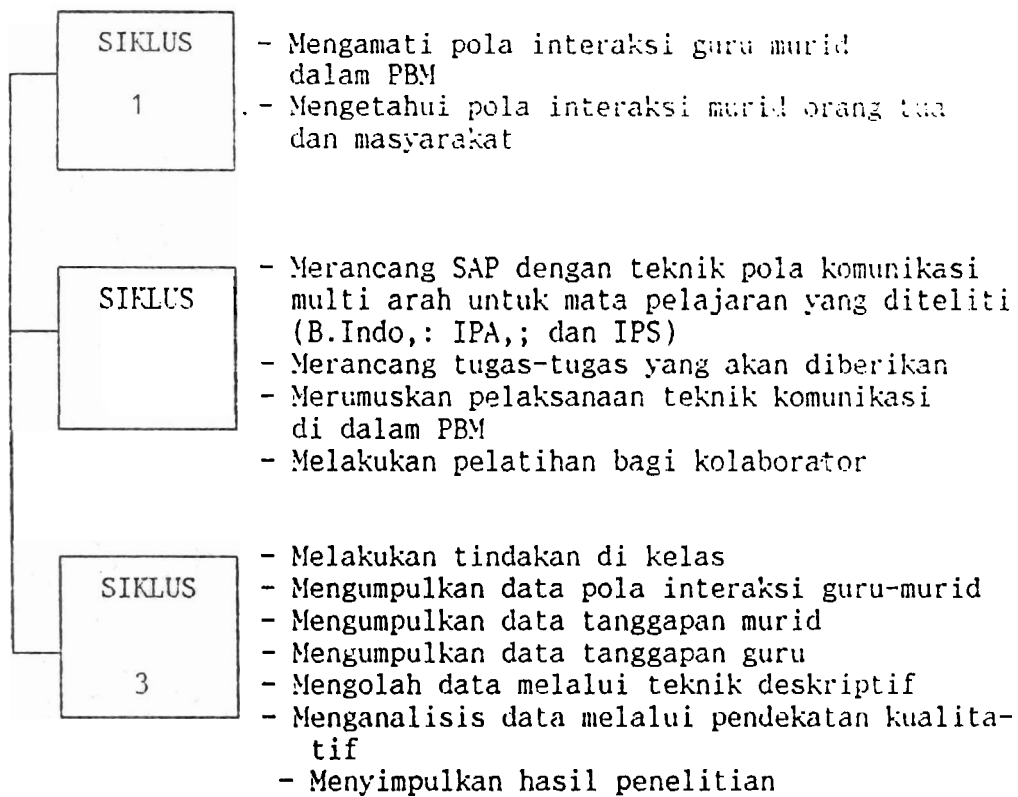 SIKLUS
1
- Mengamati pola interaksi guru murid
dalam PBM
- Mengetahui pola interaksi murid orang tua
dan masyarakat
SIKLUS
- Merancang SAP dengan teknik pola komunikasi
multi arah untuk mata pelajaran yang diteliti
(B.Indo,: IPA,; dan IPS)
- Merancang tugas-tugas yang akan diberikan
- Merumuskan pelaksanaan teknik komunikasi
di dalam PBM
- Melakukan pelatihan bagi kolaborator
SIKLUS
3
- Melakukan tindakan di kelas
- Mengumpulkan data pola interaksi guru-murid
- Mengumpulkan data tanggapan murid
- Mengumpulkan data tanggapan guru
- Mengolah data melalui teknik deskriptif
- Menganalisis data melalui pendekatan kualita-
tif
- Menyimpulkan hasil penelitian